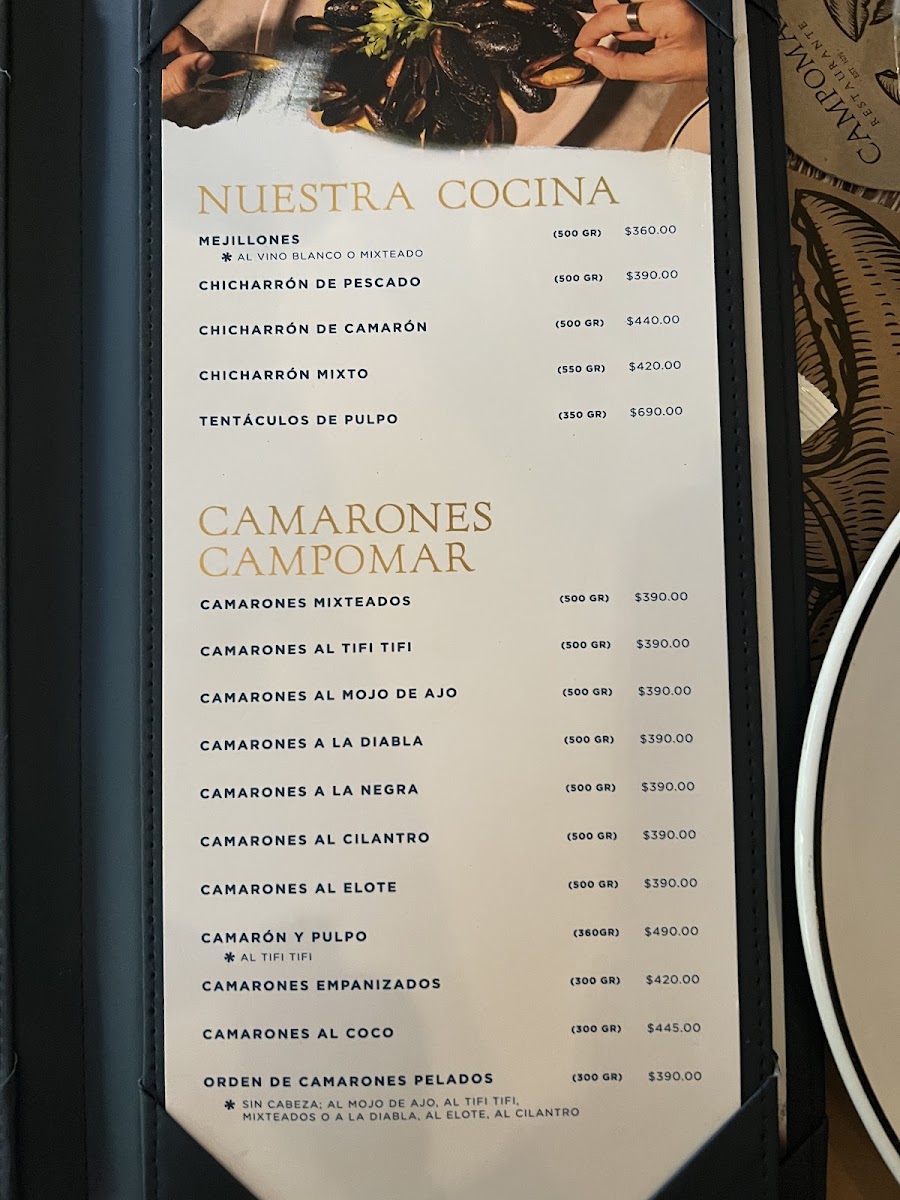 CAMPOMA
RESTAURANTE
NUESTRA COCINA
MEJILLONES (500 GR) $360.00
* AL VINO BLANCO O MIXTEADO
CHICHARRÓN DE PESCADO (500 GR) $390.00
CHICHARRÓN DE CAMARÓN (500 GR) $440.00
CHICHARRÓN MIXTO (550 GR) $420.00
TENTÁCULOS DE PULPO (350 GR) $690.00
CAMARONES
CAMPOMAR
CAMARONES MIXTEADOS (500 GR) $390.00
CAMARONES AL TIFI TIFI (500 GR) $390.00
CAMARONES AL MOJO DE AJO (500 GR) $390.00
CAMARONES A LA DIABLA (500 GR) $390.00
CAMARONES A LA NEGRA (500 GR) $390.00
CAMARONES AL CILANTRO (500 GR) $390.00
CAMARONES AL ELOTE (500 GR) $390.00
CAMARÓN Y PULPO (360GR) $490.00
* AL TIFI TIFI
CAMARONES EMPANIZADOS (300 GR) $420.00
CAMARONES AL COCO (300 GR) $445.00
ORDEN DE CAMARONES PELADOS (300 GR) $390.00
* SIN CABEZA; AL MOJO DE AJO, AL TIFI TIFI,
MIXTEADOS O A LA DIABLA, AL ELOTE, AL CILANTRO